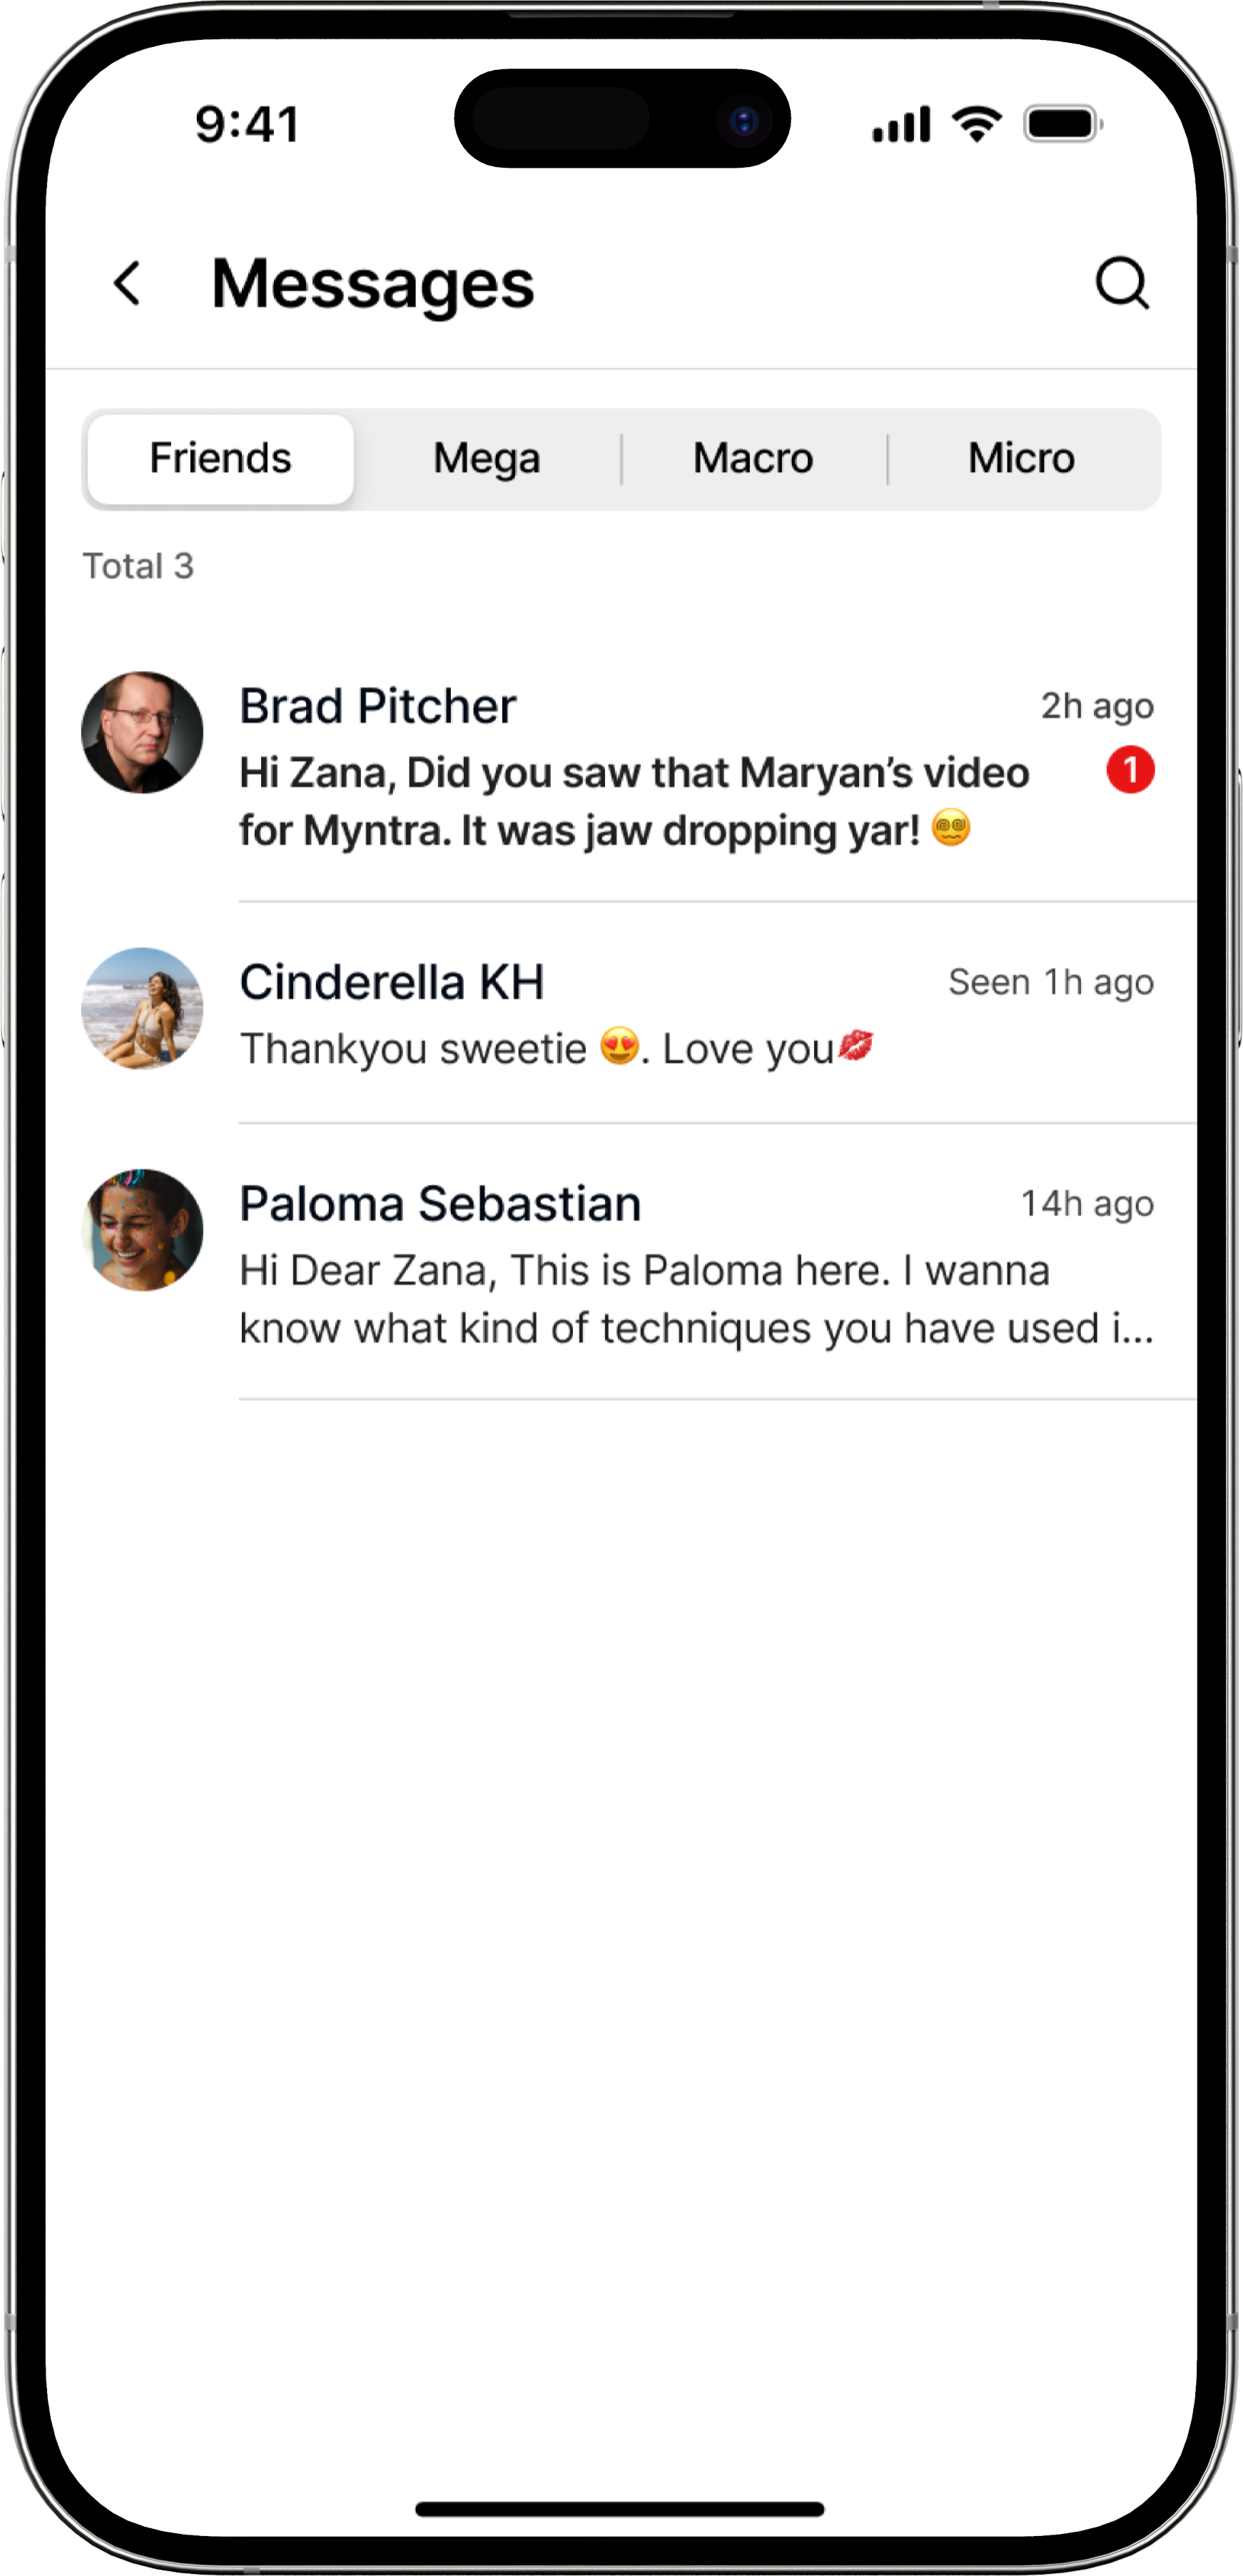 9:41
Messages
Friends Mega Macro Micro
Total 3
Brad Pitcher 2h ago
Hi Zana, Did you saw that Maryan’s video 1
for Myntra. It was jaw dropping yar! 😵‍💫
Cinderella KH Seen 1h ago
Thankyou sweetie 😍. Love you💋
Paloma Sebastian 14h ago
Hi Dear Zana, This is Paloma here. I wanna
know what kind of techniques you have used i...